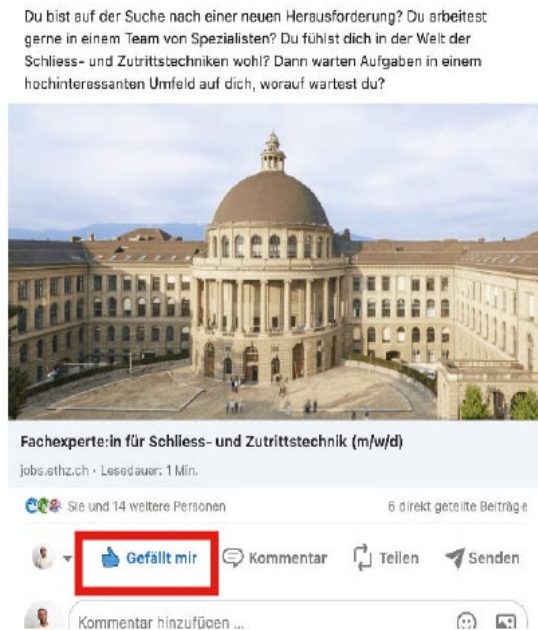 Du bist auf der Suche nach einer neuen Herausforderung? Du arbeitest
gerne in einem Team von Spezialisten? Du fühlst dich in der Welt der
Schliess- und Zutrittstechniken wohl? Dann warten Aufgaben in einem
hochinteressanten Umfeld auf dich, worauf wartest du?
Fachexperte:in für Schliess- und Zutrittstechnik (m/w/d)
jobs.ethz.ch • Lesedauer: 1 Min.
Sie und 14 weitere Personen 6 direkt geteilte Beiträge
Gefällt mir Kommentar Teilen Senden
Kommentar hinzufügen ...